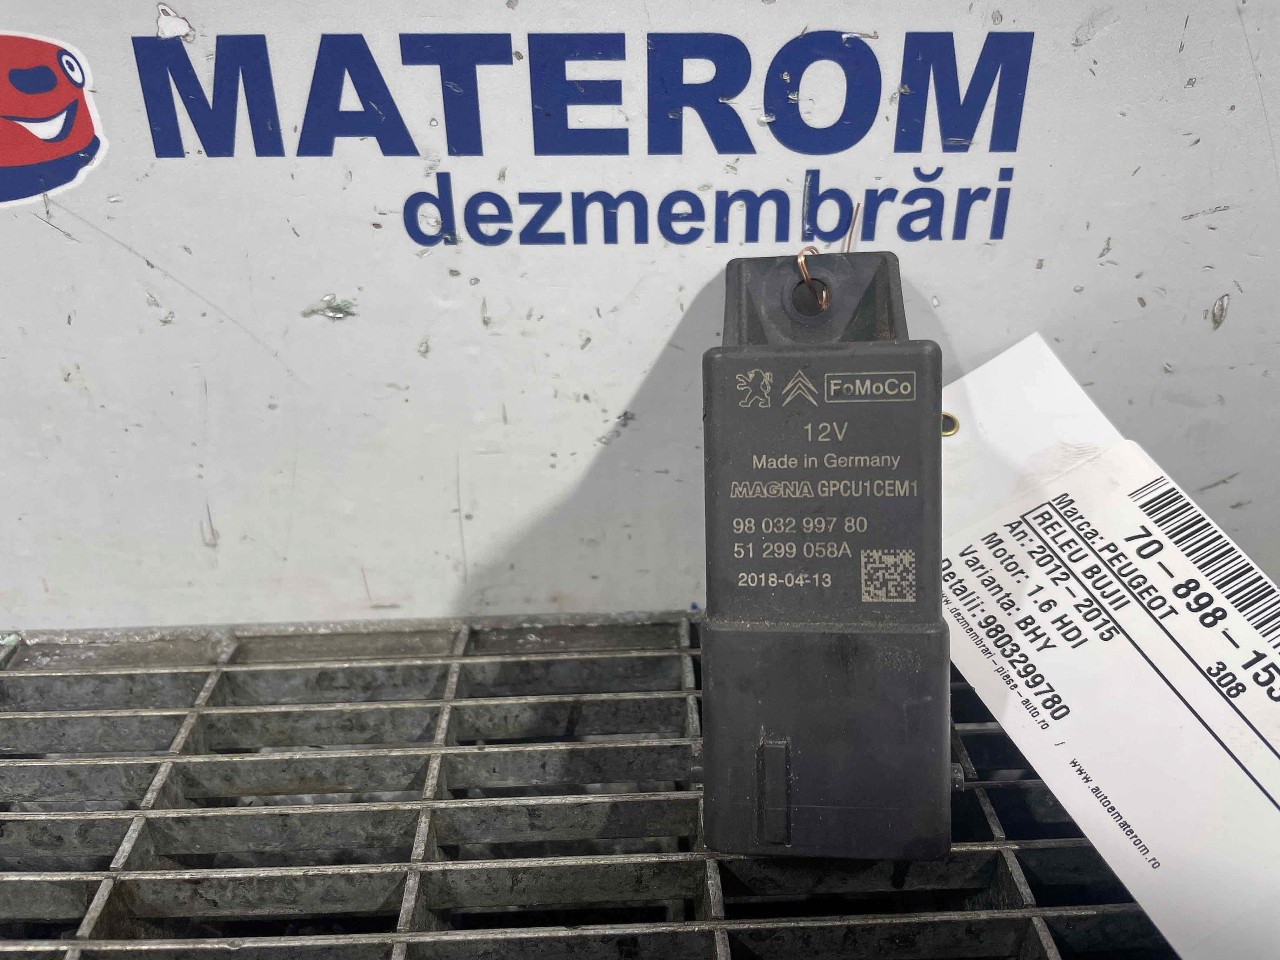 MATEROM
dezmembrări
FoMoCo
12V
Made in Germany
MAGNA GPCU1CEM1
98 032 997 80
51 299 058A
2018-04-13
70-898-153
Marca: PEUGEOT 308
RELEU BUJII
An: 2012-2015
Motor: 1.6 HDI
Varianta: BHY
Detalii: 9803299780
www.dezmembrari-piese-auto.ro / www.autoematerom.ro